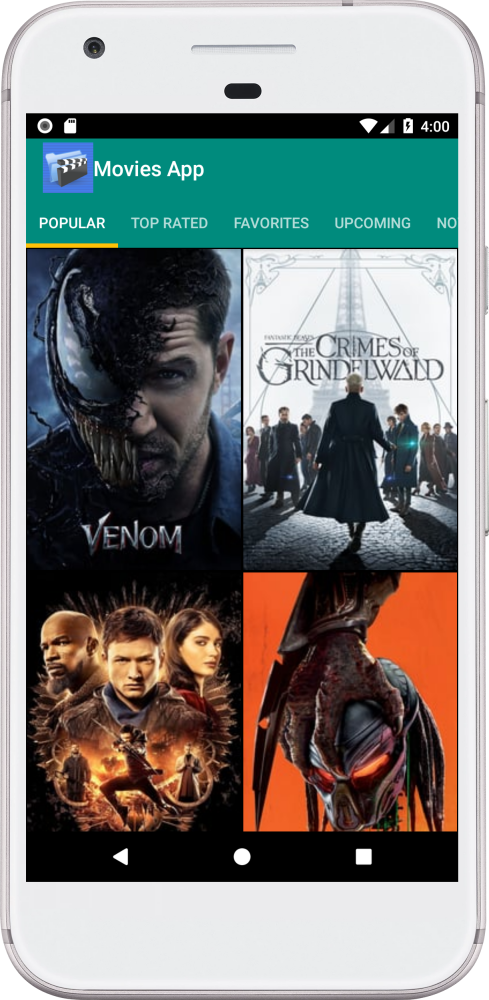 4:00
Movies App
POPULAR TOP RATED FAVORITES UPCOMING NO
VENOM
FANTASTIC BEASTS
THE CRIMES OF
GRINDELWALD